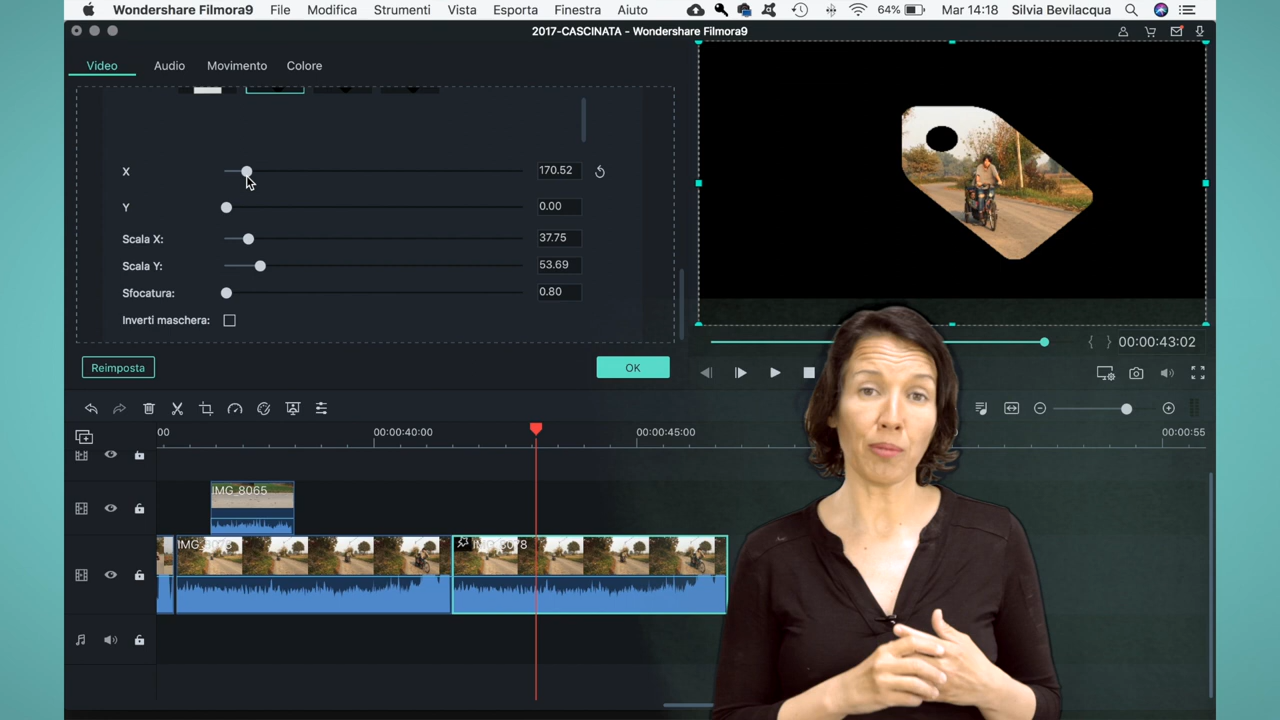 Wondershare Filmora9 File Modifica Strumenti Vista Esporta Finestra Aiuto 64% Mar 14:18 Silvia Bevilacqua
2017-CASCINATA - Wondershare Filmora9
Video Audio Movimento Colore
X 170.52
Y 0.00
Scala X: 37.75
Scala Y: 53.69
Sfocatura: 0.80
Inverti maschera:
Reimposta OK
{ } 00:00:43:02
00 00:00:40:00 00:00:45:00 00:00:55
IMG_8065